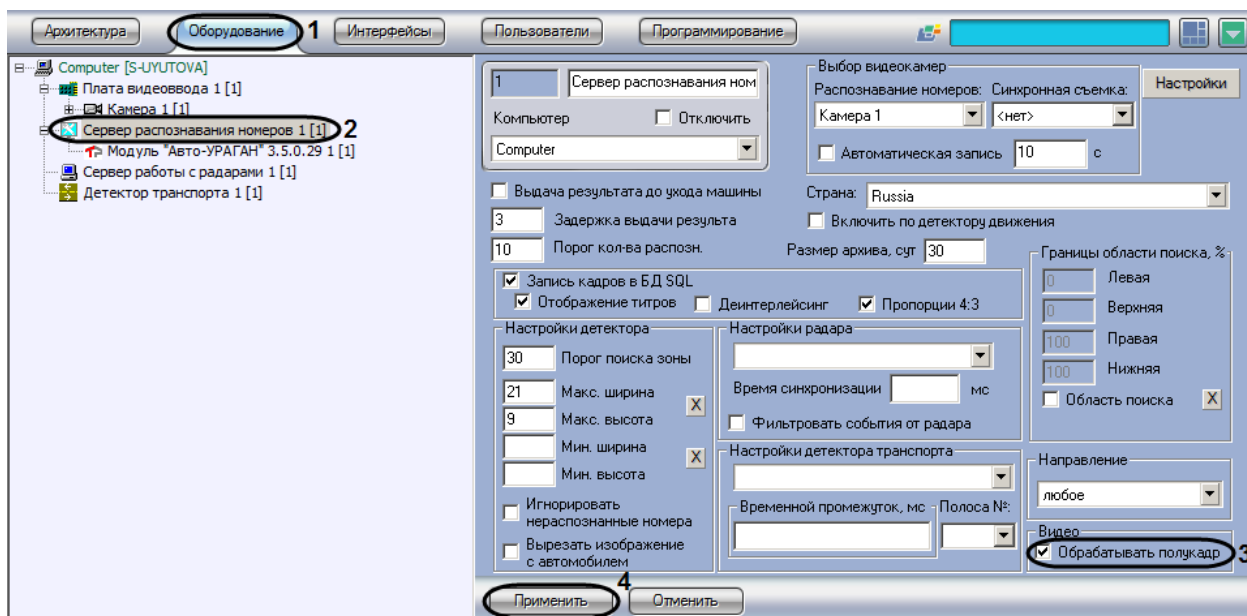 Архитектура Оборудование 1 Интерфейсы Пользователи Программирование
Computer [S-UYUTOVA]
Плата видеоввода 1 [1]
Камера 1 [1]
Сервер распознавания номеров 1 [1] 2
Модуль "Авто-УРАГАН" 3.5.0.29 1 [1]
Сервер работы с радарами 1 [1]
Детектор транспорта 1 [1]
1 Сервер распознавания ном
Компьютер Отключить
Computer
Выбор видеокамер
Распознавание номеров: Синхронная съемка:
Камера 1 <нет>
Автоматическая запись 10 с
Настройки
Выдача результата до ухода машины
3 Задержка выдачи результа
10 Порог кол-ва распозн.
Страна: Russia
Включить по детектору движения
Размер архива, сут 30
Запись кадров в БД SQL
Отображение титров Деинтерлейсинг Пропорции 4:3
Границы области поиска, %
0 Левая
0 Верхняя
100 Правая
100 Нижняя
Область поиска X
Настройки детектора
30 Порог поиска зоны
21 Макс. ширина
X
9 Макс. высота
Мин. ширина
X
Мин. высота
Игнорировать
нераспознанные номера
Вырезать изображение
с автомобилем
Настройки радара
Время синхронизации мс
Фильтровать события от радара
Настройки детектора транспорта
Временной промежуток, мс Полоса №:
Направление
любое
Видео
Обрабатывать полукадр 3
4
Применить Отменить